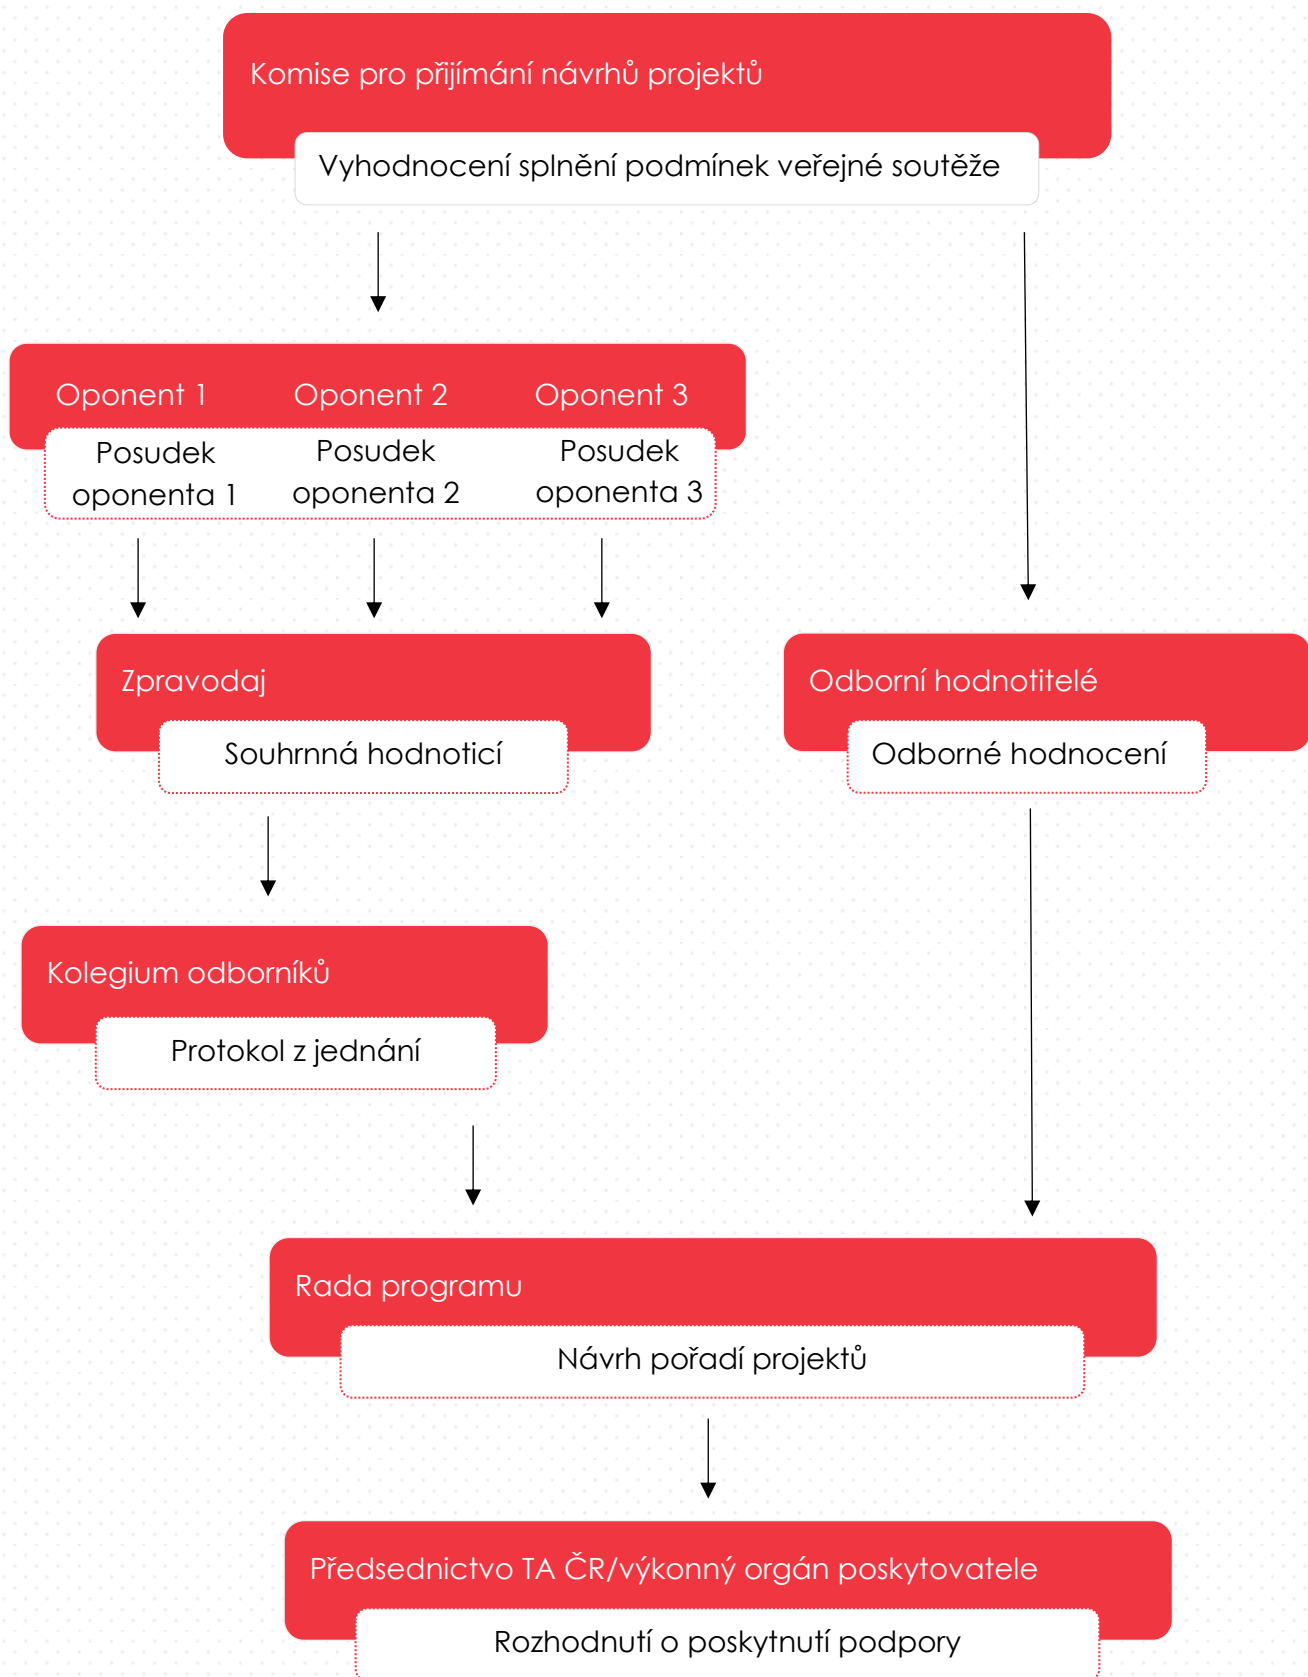 Komise pro přijímání návrhů projektů
Vyhodnocení splnění podmínek veřejné soutěže
Oponent 1
Oponent 2
Oponent 3
Posudek
oponenta 1
Posudek
oponenta 2
Posudek
oponenta 3
Zpravodaj
Souhrnná hodnoticí
Odborní hodnotitelé
Odborné hodnocení
Kolegium odborníků
Protokol z jednání
Rada programu
Návrh pořadí projektů
Předsednictvo TA ČR/výkonný orgán poskytovatele
Rozhodnutí o poskytnutí podpory